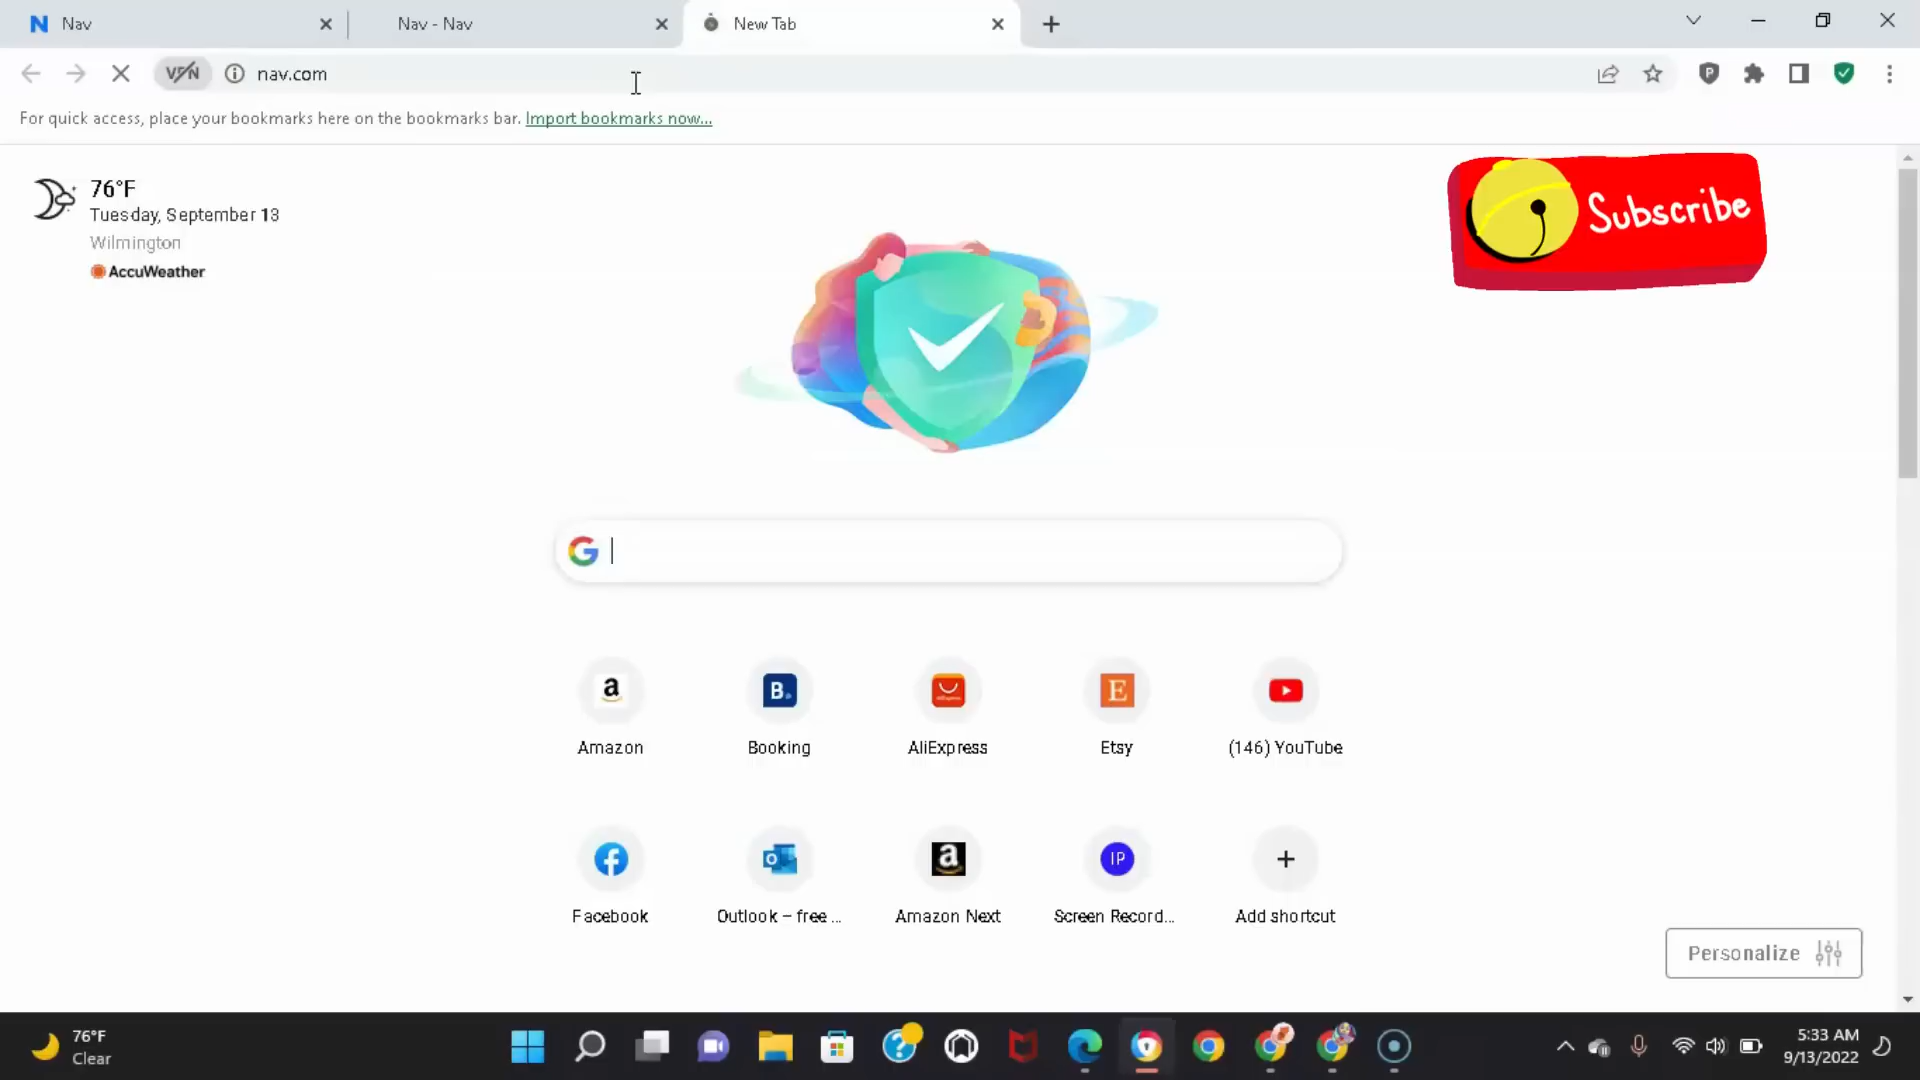 Nav
Nav - Nav
New Tab
VPN
nav.com
For quick access, place your bookmarks here on the bookmarks bar. Import bookmarks now...
76°F
Tuesday, September 13
Wilmington
AccuWeather
Subscribe
Amazon
Booking
AliExpress
Etsy
(146) YouTube
IP
Facebook
Outlook – free ...
Amazon Next
Screen Record...
Add shortcut
Personalize
76°F
Clear
5:33 AM
9/13/2022